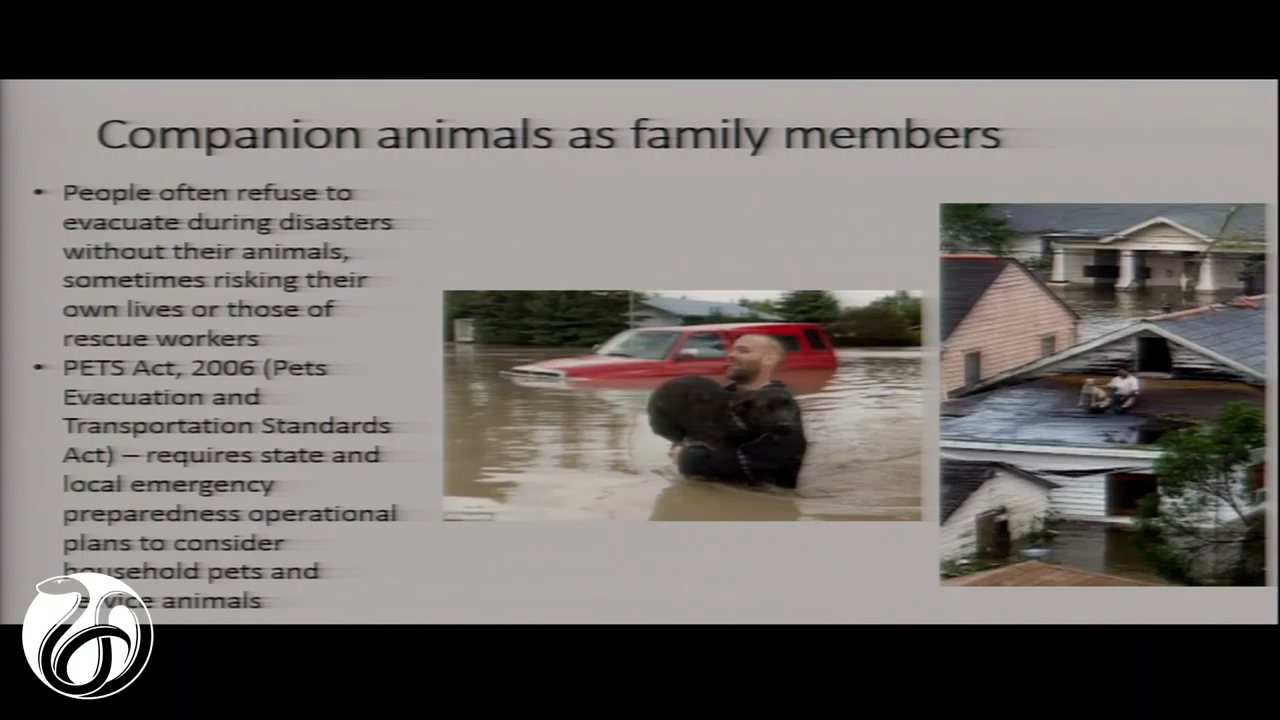 Companion animals as family members
• People often refuse to
evacuate during disasters
without their animals,
sometimes risking their
own lives or those of
rescue workers
• PETS Act, 2006 (Pets
Evacuation and
Transportation Standards
Act) – requires state and
local emergency
preparedness operational
plans to consider
household pets and
service animals